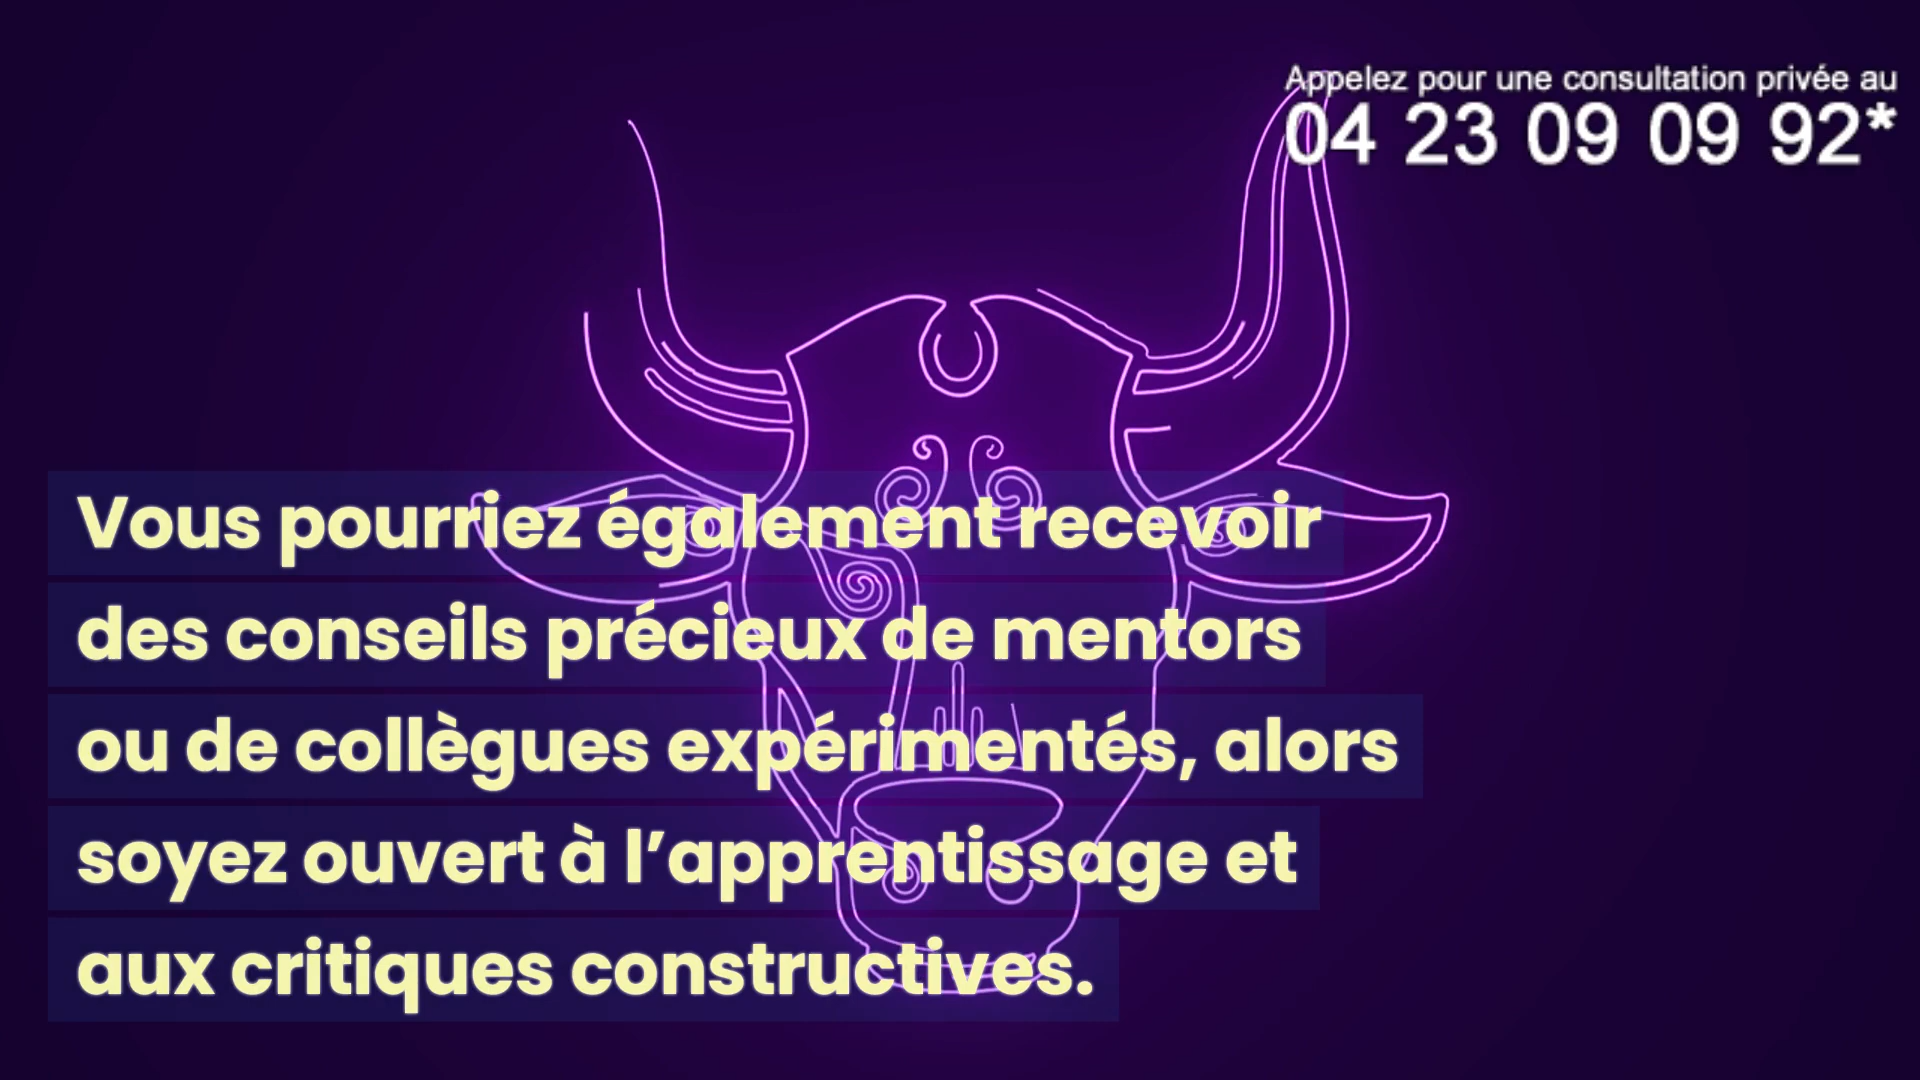 Appelez pour une consultation privée au
04 23 09 09 92*
Vous pourriez également recevoir
des conseils précieux de mentors
ou de collègues expérimentés, alors
soyez ouvert à l’apprentissage et
aux critiques constructives.